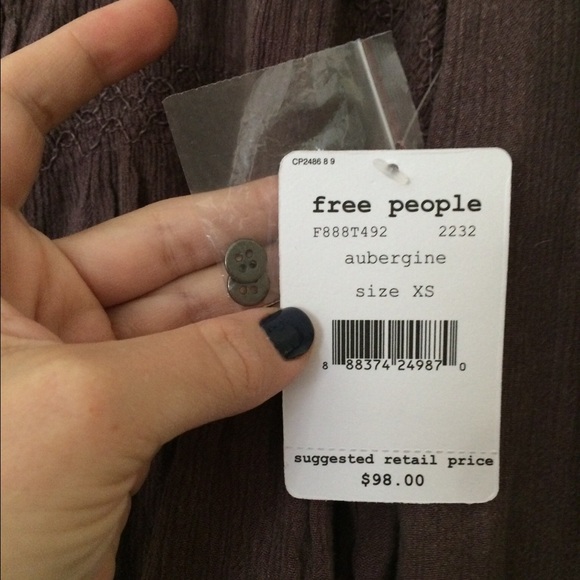 CP2486 8 9
free people
F888T492 2232
aubergine
size XS
8 88374 24987 0
suggested retail price
$98.00